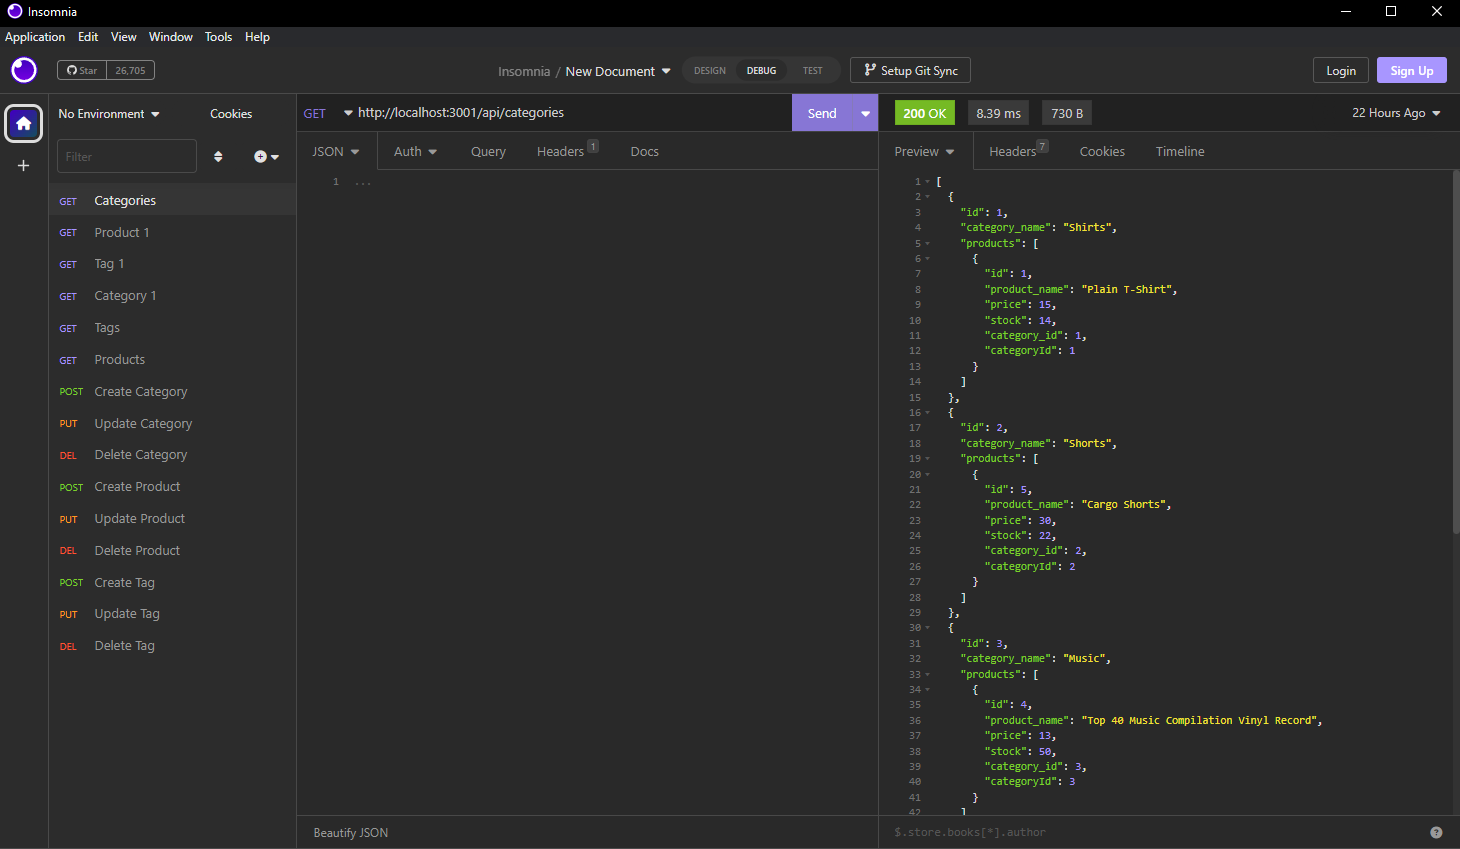 Insomnia
Application Edit View Window Tools Help
Star 26,705
Insomnia / New Document
DESIGN DEBUG TEST
Setup Git Sync
Login
Sign Up
No Environment
Cookies
Filter
GET Categories
GET Product 1
GET Tag 1
GET Category 1
GET Tags
GET Products
POST Create Category
PUT Update Category
DEL Delete Category
POST Create Product
PUT Update Product
DEL Delete Product
POST Create Tag
PUT Update Tag
DEL Delete Tag
GET http://localhost:3001/api/categories
Send
JSON Auth Query Headers 1 Docs
1 ...
Beautify JSON
200 OK 8.39 ms 730 B
22 Hours Ago
Preview Headers 7 Cookies Timeline
1 [
2 {
3 "id": 1,
4 "category_name": "Shirts",
5 "products": [
6 {
7 "id": 1,
8 "product_name": "Plain T-Shirt",
9 "price": 15,
10 "stock": 14,
11 "category_id": 1,
12 "categoryId": 1
13 }
14 ]
15 },
16 {
17 "id": 2,
18 "category_name": "Shorts",
19 "products": [
20 {
21 "id": 5,
22 "product_name": "Cargo Shorts",
23 "price": 30,
24 "stock": 22,
25 "category_id": 2,
26 "categoryId": 2
27 }
28 ]
29 },
30 {
31 "id": 3,
32 "category_name": "Music",
33 "products": [
34 {
35 "id": 4,
36 "product_name": "Top 40 Music Compilation Vinyl Record",
37 "price": 13,
38 "stock": 50,
39 "category_id": 3,
40 "categoryId": 3
41 }
42 ]
$.store.books[*].author